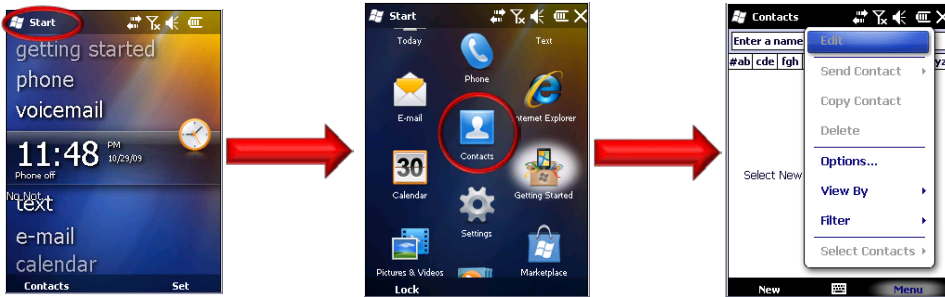 Start
getting started
phone
voicemail
11:48 PM
10/29/09
Phone off
text
e-mail
calendar
Contacts Set
Start
Today Text
Phone
E-mail Internet Explorer
Contacts
30
Calendar Getting Started
Settings
Pictures & Videos Marketplace
Lock
Contacts
Enter a name
#ab cde fgh
Select New
Edit
Send Contact
Copy Contact
Delete
Options...
View By
Filter
Select Contacts
New Menu